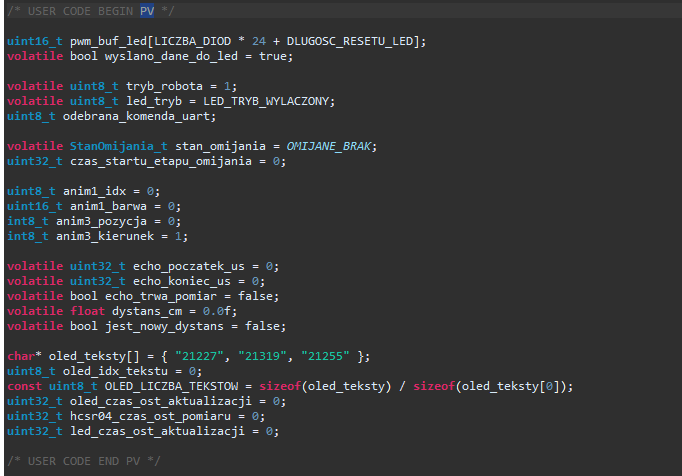 /* USER CODE BEGIN PV */
uint16_t pwm_buf_led[LICZBA_DIOD * 24 + DLUGOSC_RESETU_LED];
volatile bool wyslano_dane_do_led = true;
volatile uint8_t tryb_robota = 1;
volatile uint8_t led_tryb = LED_TRYB_WYLACZONY;
uint8_t odebrana_komenda_uart;
volatile StanOmijania_t stan_omijania = OMIJANE_BRAK;
uint32_t czas_startu_etapu_omijania = 0;
uint8_t anim1_idx = 0;
uint16_t anim1_barwa = 0;
int8_t anim3_pozycja = 0;
int8_t anim3_kierunek = 1;
volatile uint32_t echo_poczatek_us = 0;
volatile uint32_t echo_koniec_us = 0;
volatile bool echo_trwa_pomiar = false;
volatile float dystans_cm = 0.0f;
volatile bool jest_nowy_dystans = false;
char* oled_teksty[] = { "21227", "21319", "21255" };
uint8_t oled_idx_tekstu = 0;
const uint8_t OLED_LICZBA_TEKSTOW = sizeof(oled_teksty) / sizeof(oled_teksty[0]);
uint32_t oled_czas_ost_aktualizacji = 0;
uint32_t hcsr04_czas_ost_pomiaru = 0;
uint32_t led_czas_ost_aktualizacji = 0;
/* USER CODE END PV */